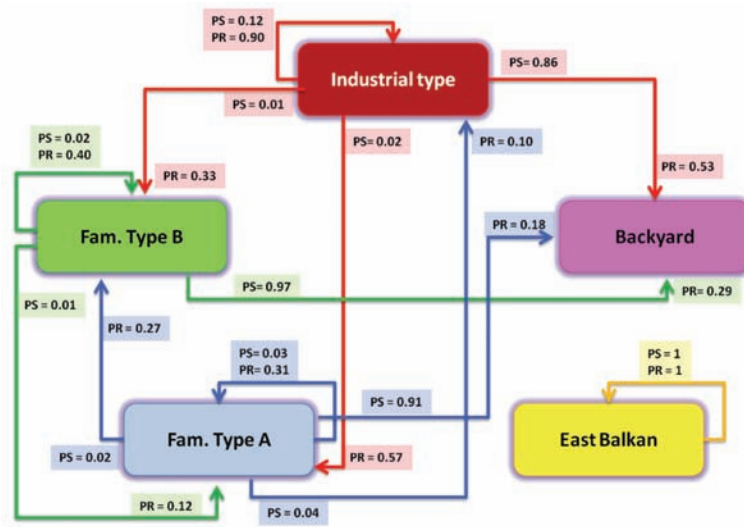 PS = 0.12
PR = 0.90
Industrial type
PS= 0.86
PS = 0.01
PS= 0.02
PR = 0.10
PS = 0.02
PR = 0.40
PR = 0.33
PR = 0.53
Fam. Type B
PR = 0.18
Backyard
PS = 0.01
PS = 0.97
PR= 0.29
PR = 0.27
PS= 0.03
PR= 0.31
PS = 1
PR = 1
PS = 0.91
Fam. Type A
East Balkan
PS = 0.02
PR = 0.57
PR = 0.12
PS = 0.04